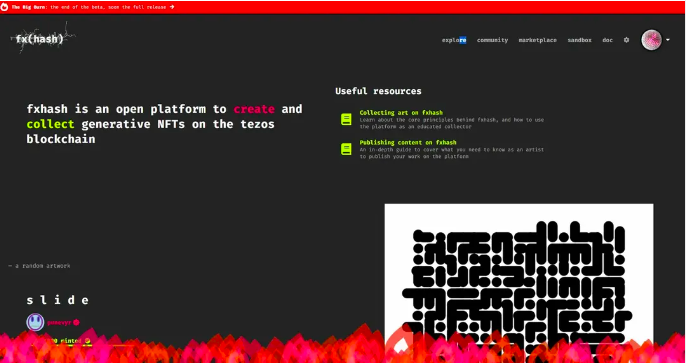 The Big Burn: the end of the beta, soon the full release →
fx(hash)
explore community marketplace sandbox doc
Useful resources
fxhash is an open platform to create and
collect generative NFTs on the tezos
blockchain
Collecting art on fxhash
Learn about the core principles behind fxhash, and how to use
the platform as an educated collector
Publishing content on fxhash
An in-depth guide to cover what you need to know as an artist
to publish your work on the platform
— a random artwork
slide
minted